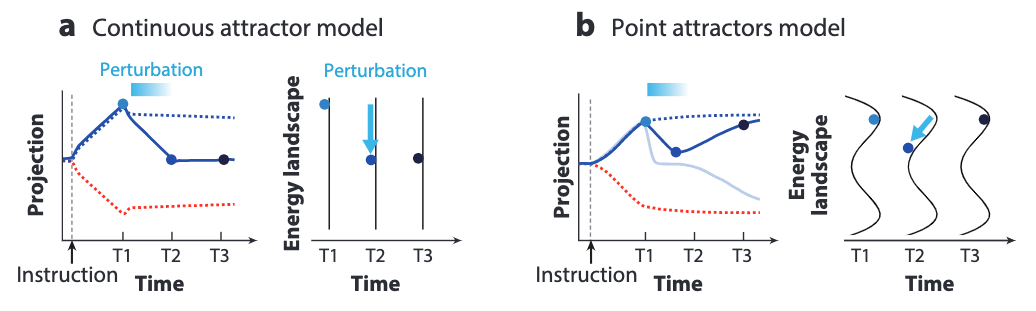 a Continuous attractor model
Perturbation
Projection
T1 T2 T3
Instruction
Time
Perturbation
Energy landscape
T1 T2 T3
Time
b Point attractors model
Projection
T1 T2 T3
Instruction
Time
Energy
landscape
T1 T2 T3
Time